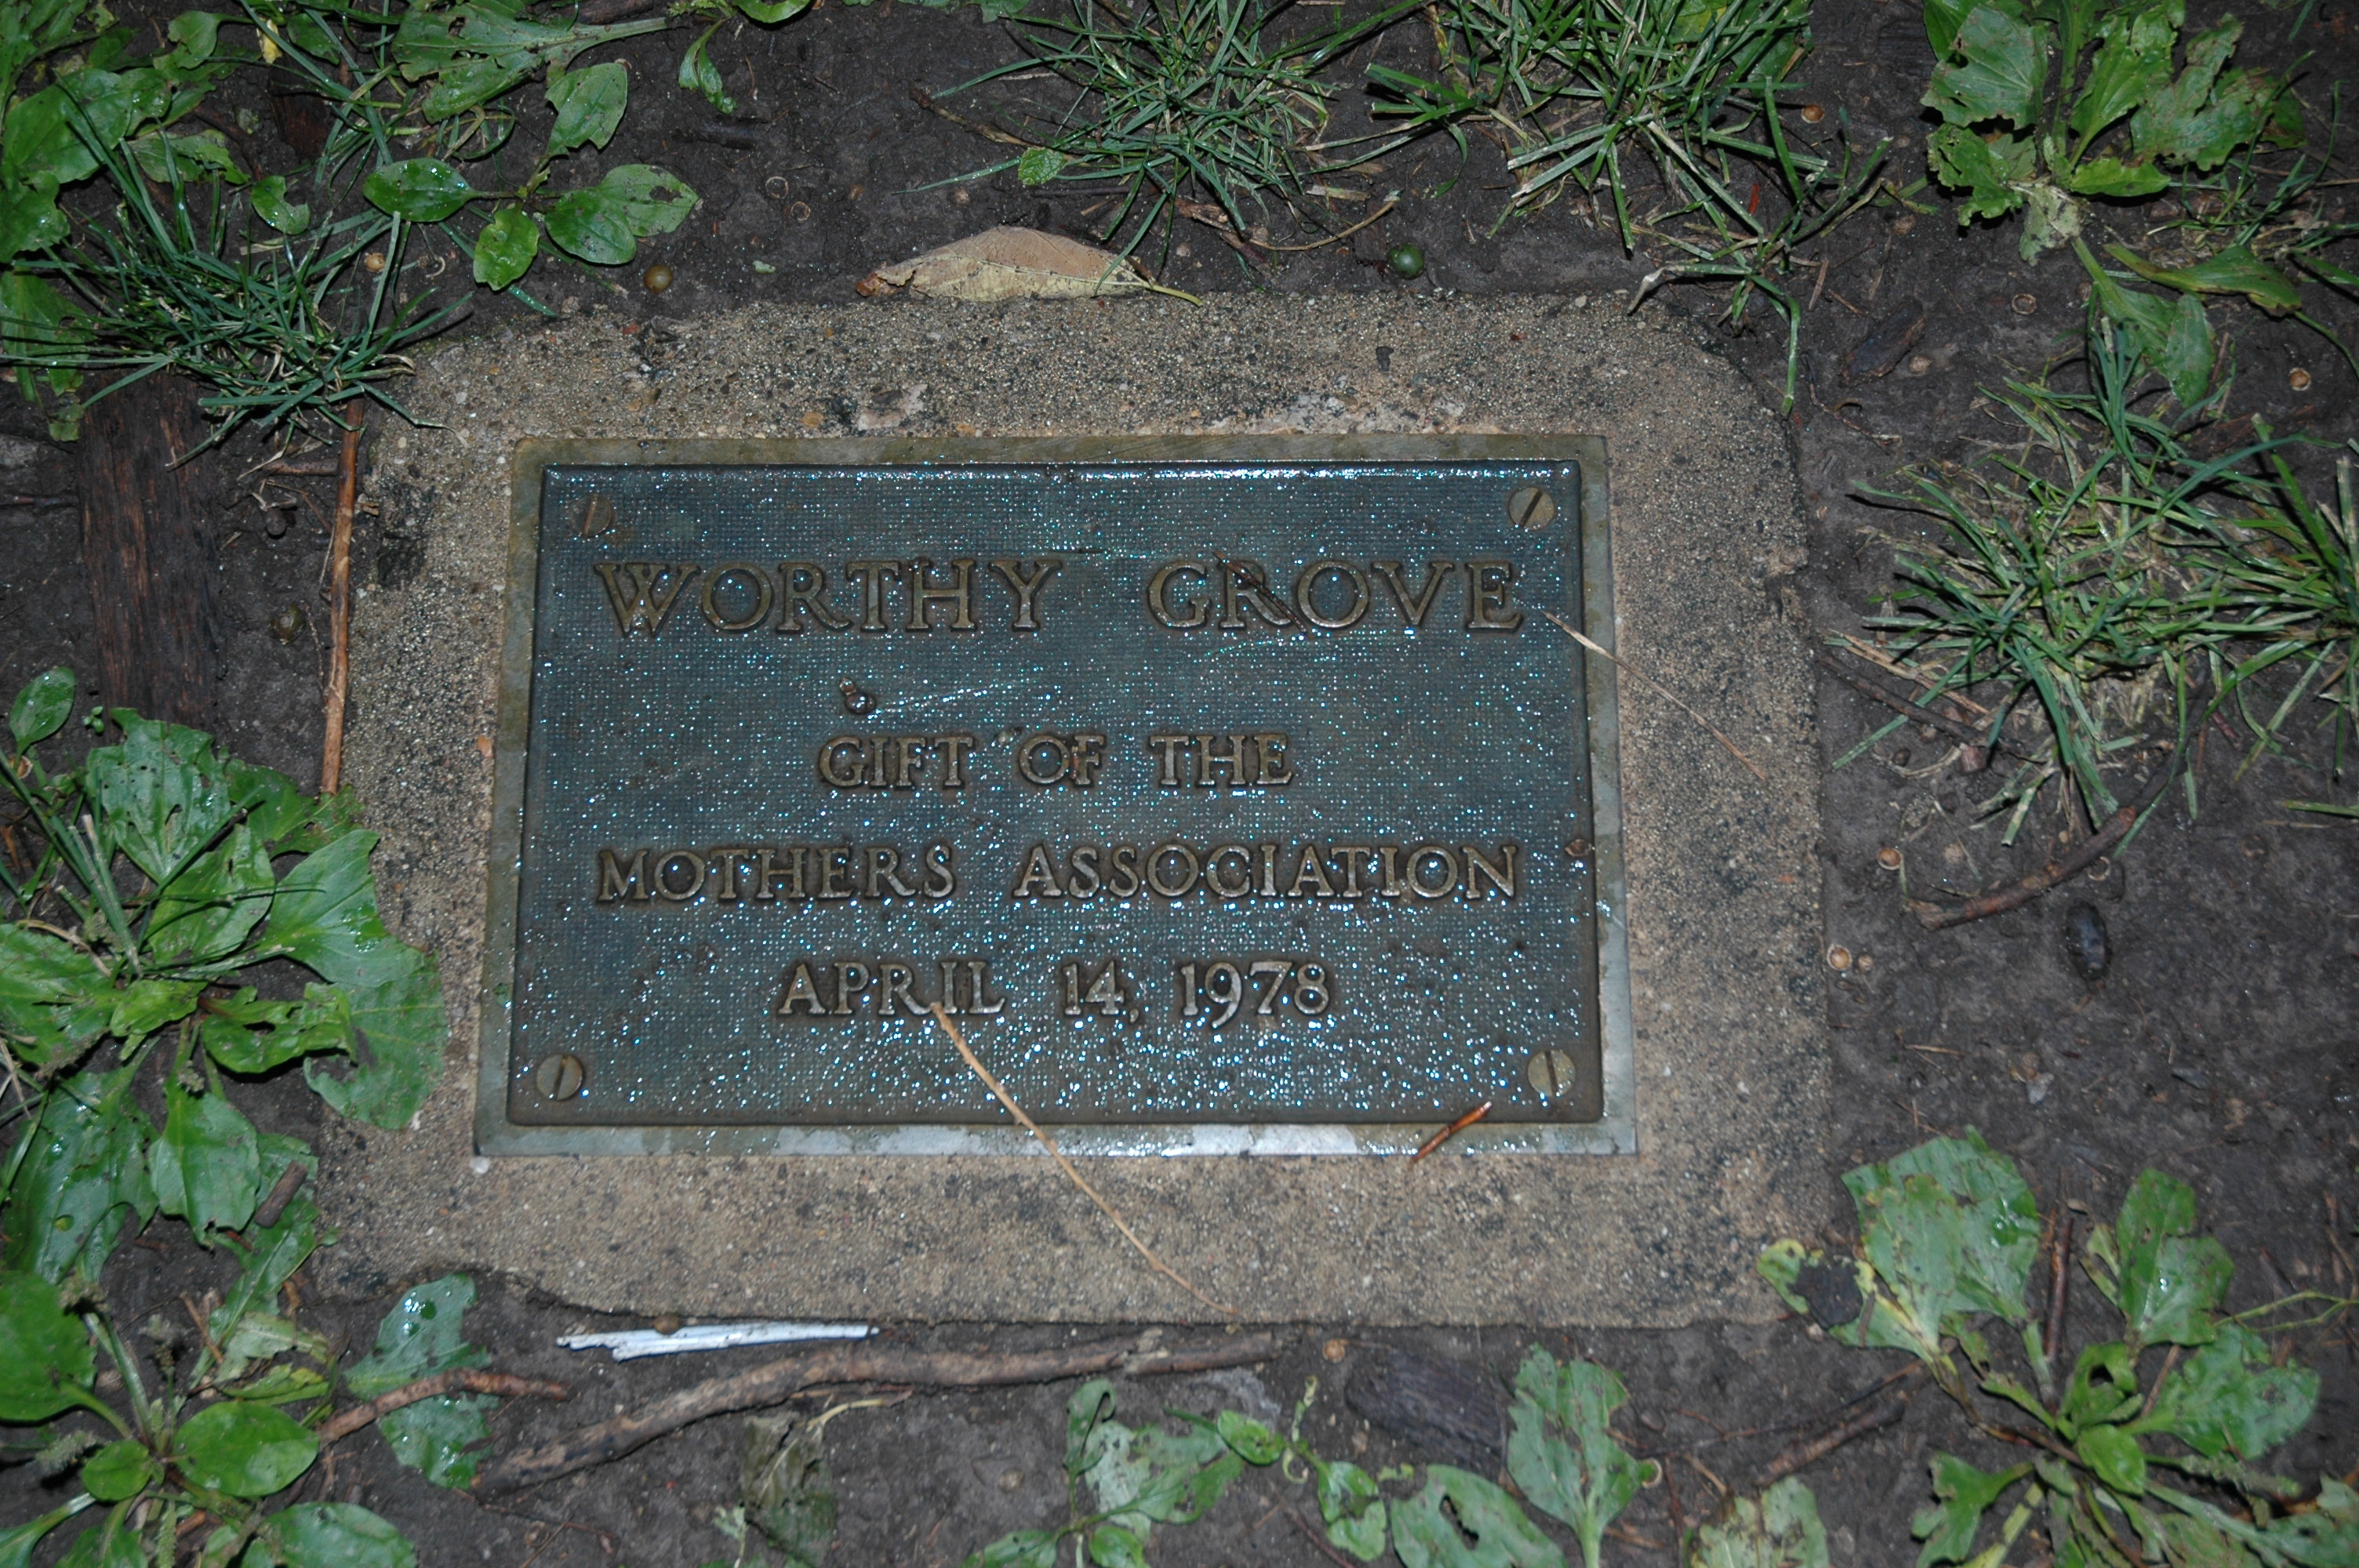 WORTHY GROVE
GIFT OF THE
MOTHERS ASSOCIATION
APRIL 14, 1978